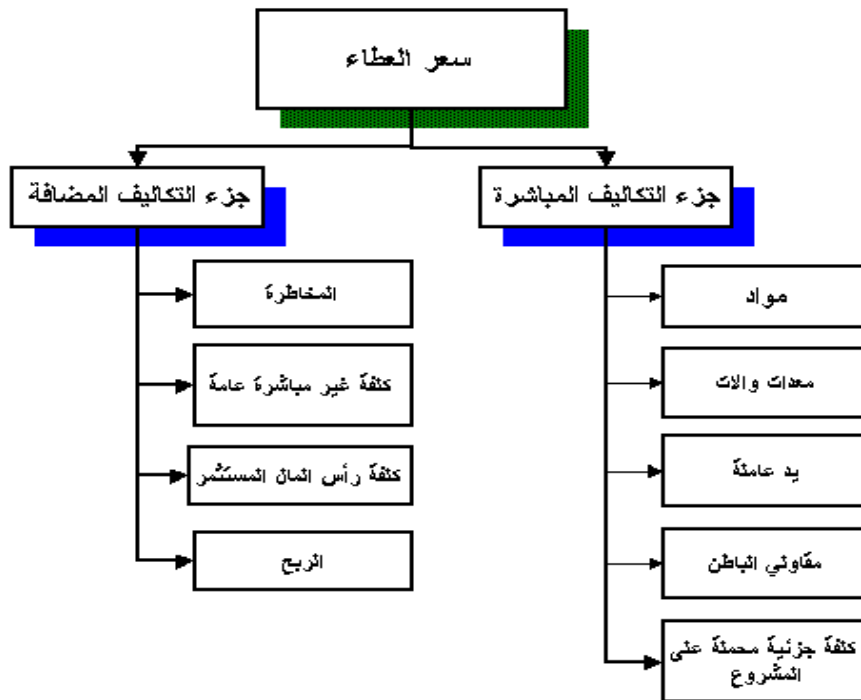 سعر العطاء
جزء التكاليف المباشرة
مواد
معدات والات
يد عاملة
مقاولي الباطن
كلفة جزئية محملة على
المشروع
جزء التكاليف المضافة
المخاطرة
كلفة غير مباشرة عامة
كلفة رأس المال المستثمر
الربح